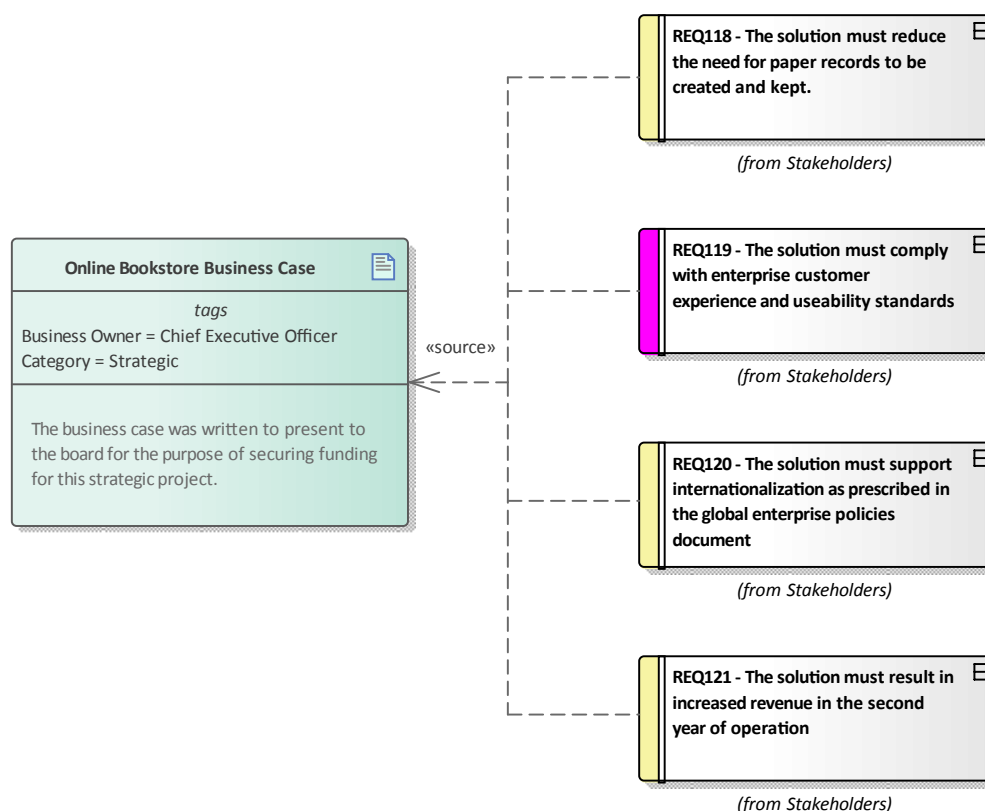 Online Bookstore Business Case
tags
Business Owner = Chief Executive Officer
Category = Strategic
The business case was written to present to
the board for the purpose of securing funding
for this strategic project.
«source»
REQ118 - The solution must reduce
the need for paper records to be
created and kept.
(from Stakeholders)
REQ119 - The solution must comply
with enterprise customer
experience and useability standards
(from Stakeholders)
REQ120 - The solution must support
internationalization as prescribed in
the global enterprise policies
document
(from Stakeholders)
REQ121 - The solution must result in
increased revenue in the second
year of operation
(from Stakeholders)